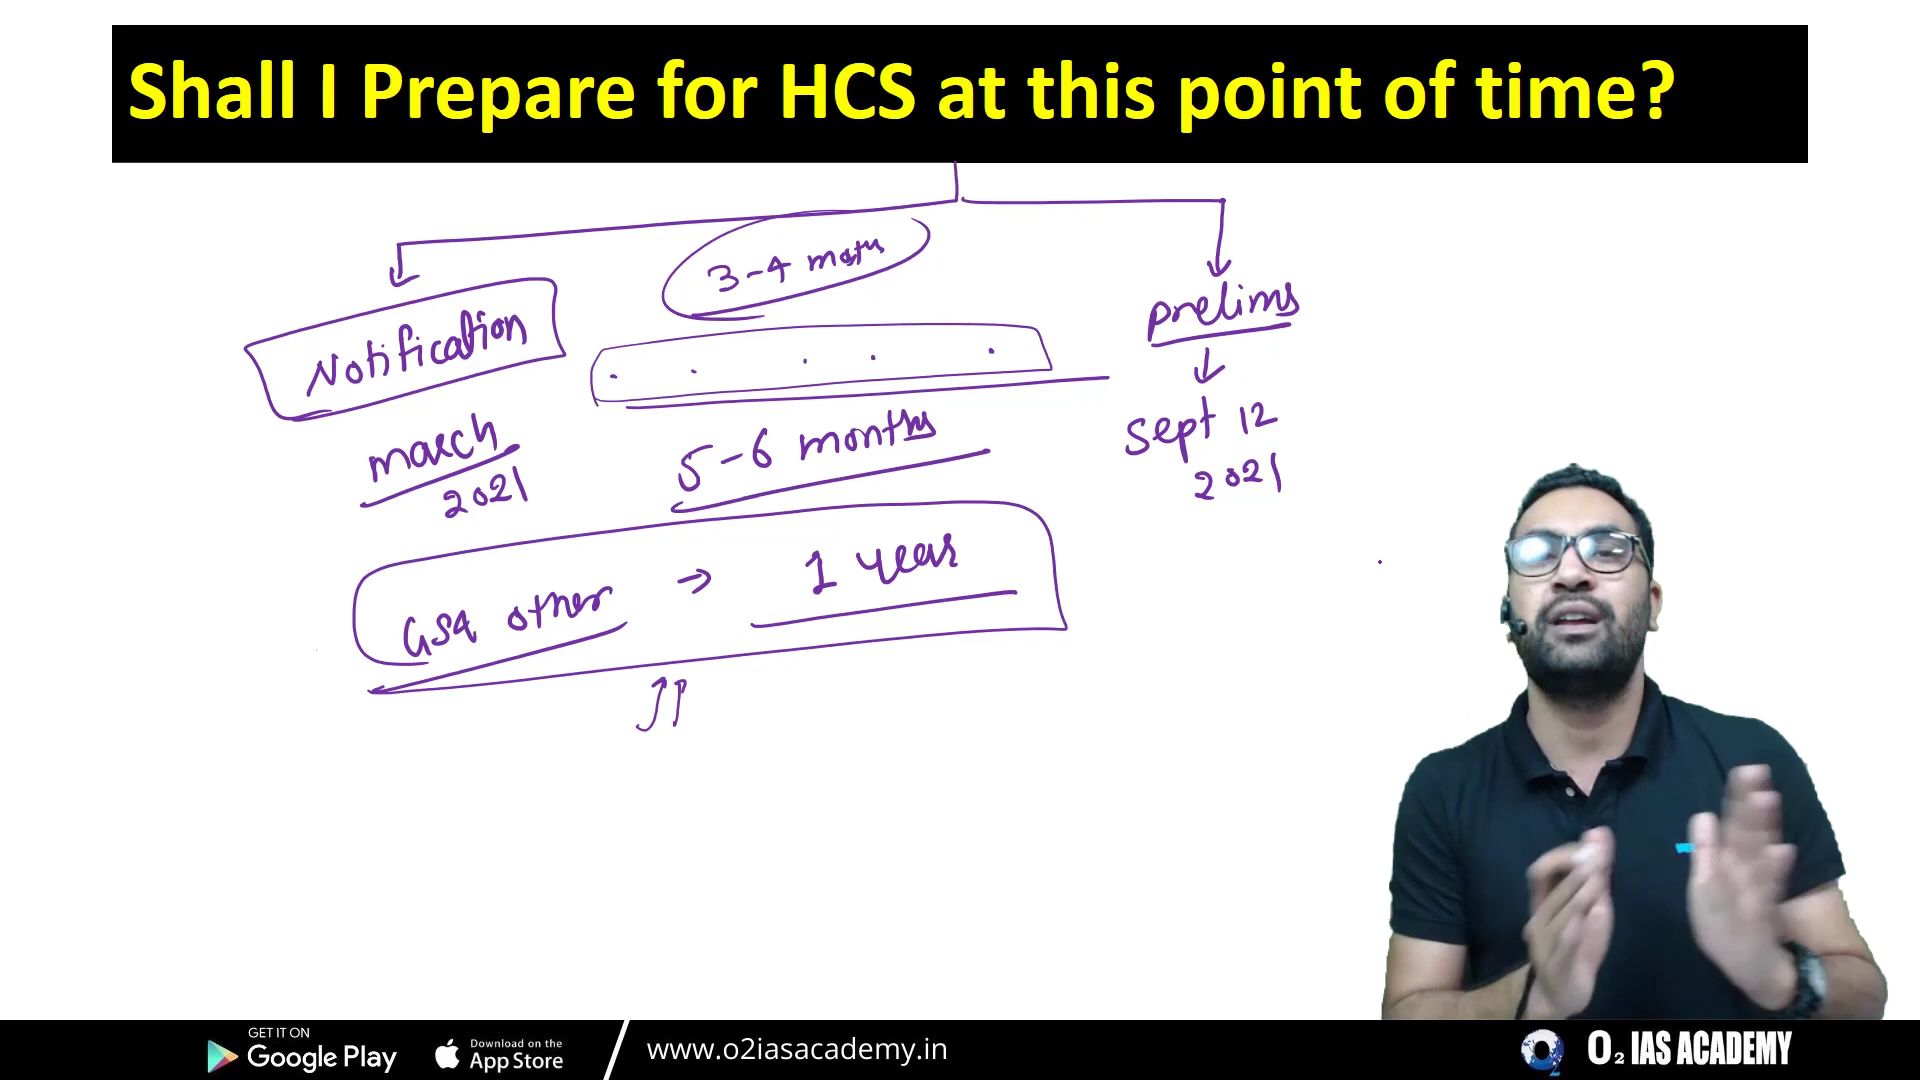 Shall I Prepare for HCS at this point of time?
3-4
Notification
prelims
march
2021
5-6 months
Sept 12
2021
GS4 other → 1 year
GET IT ON
Google Play
Download on the
App Store
www.o2iasacademy.in
O2 IAS ACADEMY